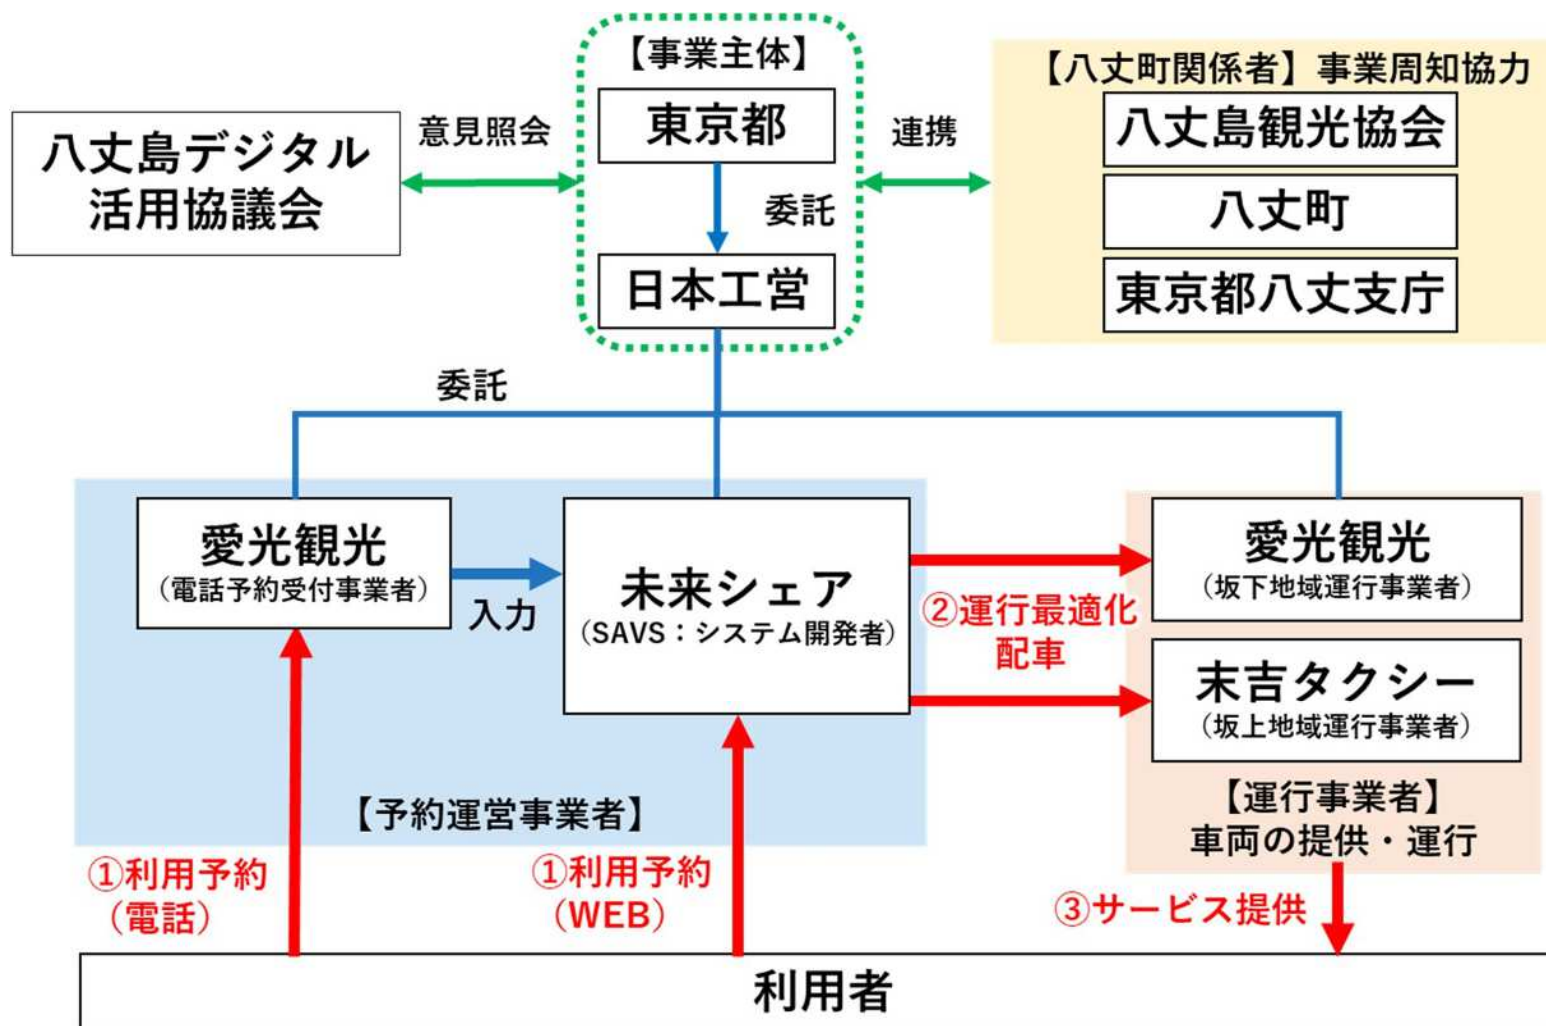 【事業主体】
東京都
委託
日本工営
八丈島デジタル
活用協議会
意見照会
連携
【八丈町関係者】事業周知協力
八丈島観光協会
八丈町
東京都八丈支庁
委託
愛光観光
（電話予約受付事業者）
入力
未来シェア
（SAVS：システム開発者）
【予約運営事業者】
②運行最適化
配車
愛光観光
（坂下地域運行事業者）
末吉タクシー
（坂上地域運行事業者）
【運行事業者】
車両の提供・運行
①利用予約
（電話）
①利用予約
（WEB）
③サービス提供
利用者